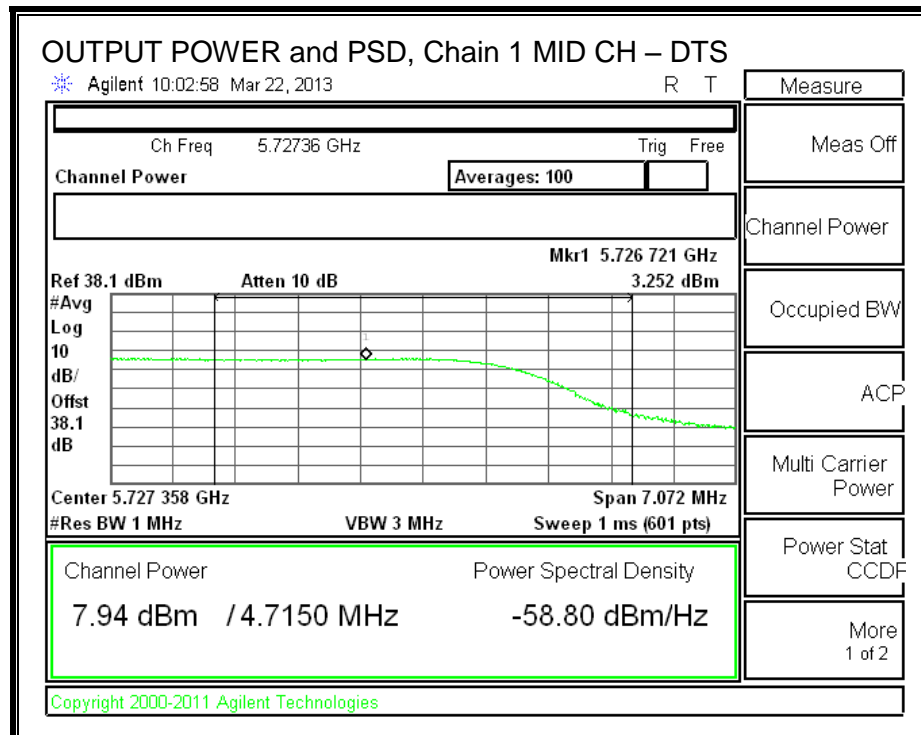 OUTPUT POWER and PSD, Chain 1 MID CH – DTS
Agilent 10:02:58 Mar 22, 2013 R T
Measure
Ch Freq 5.72736 GHz Trig Free
Meas Off
Channel Power Averages: 100
Channel Power
Mkr1 5.726 721 GHz
Ref 38.1 dBm Atten 10 dB 3.252 dBm
#Avg
Log
10
dB/
Offst
38.1
dB
1
Occupied BW
ACP
Multi Carrier
Power
Center 5.727 358 GHz Span 7.072 MHz
#Res BW 1 MHz VBW 3 MHz Sweep 1 ms (601 pts)
Power Stat
CCDF
Channel Power Power Spectral Density
7.94 dBm / 4.7150 MHz -58.80 dBm/Hz
More
1 of 2
Copyright 2000-2011 Agilent Technologies